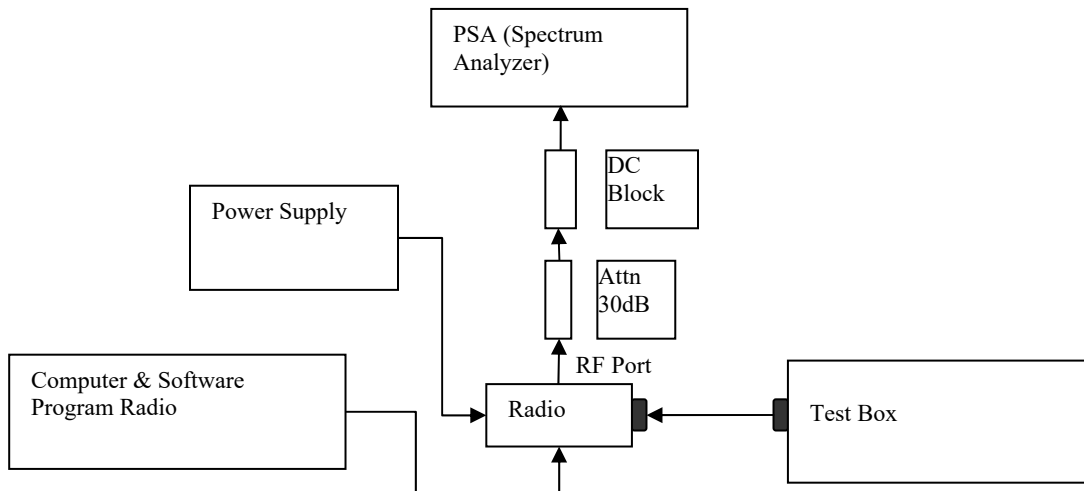 PSA (Spectrum
Analyzer)
DC
Block
Power Supply
Attn
30dB
RF Port
Computer & Software
Program Radio
Radio
Test Box